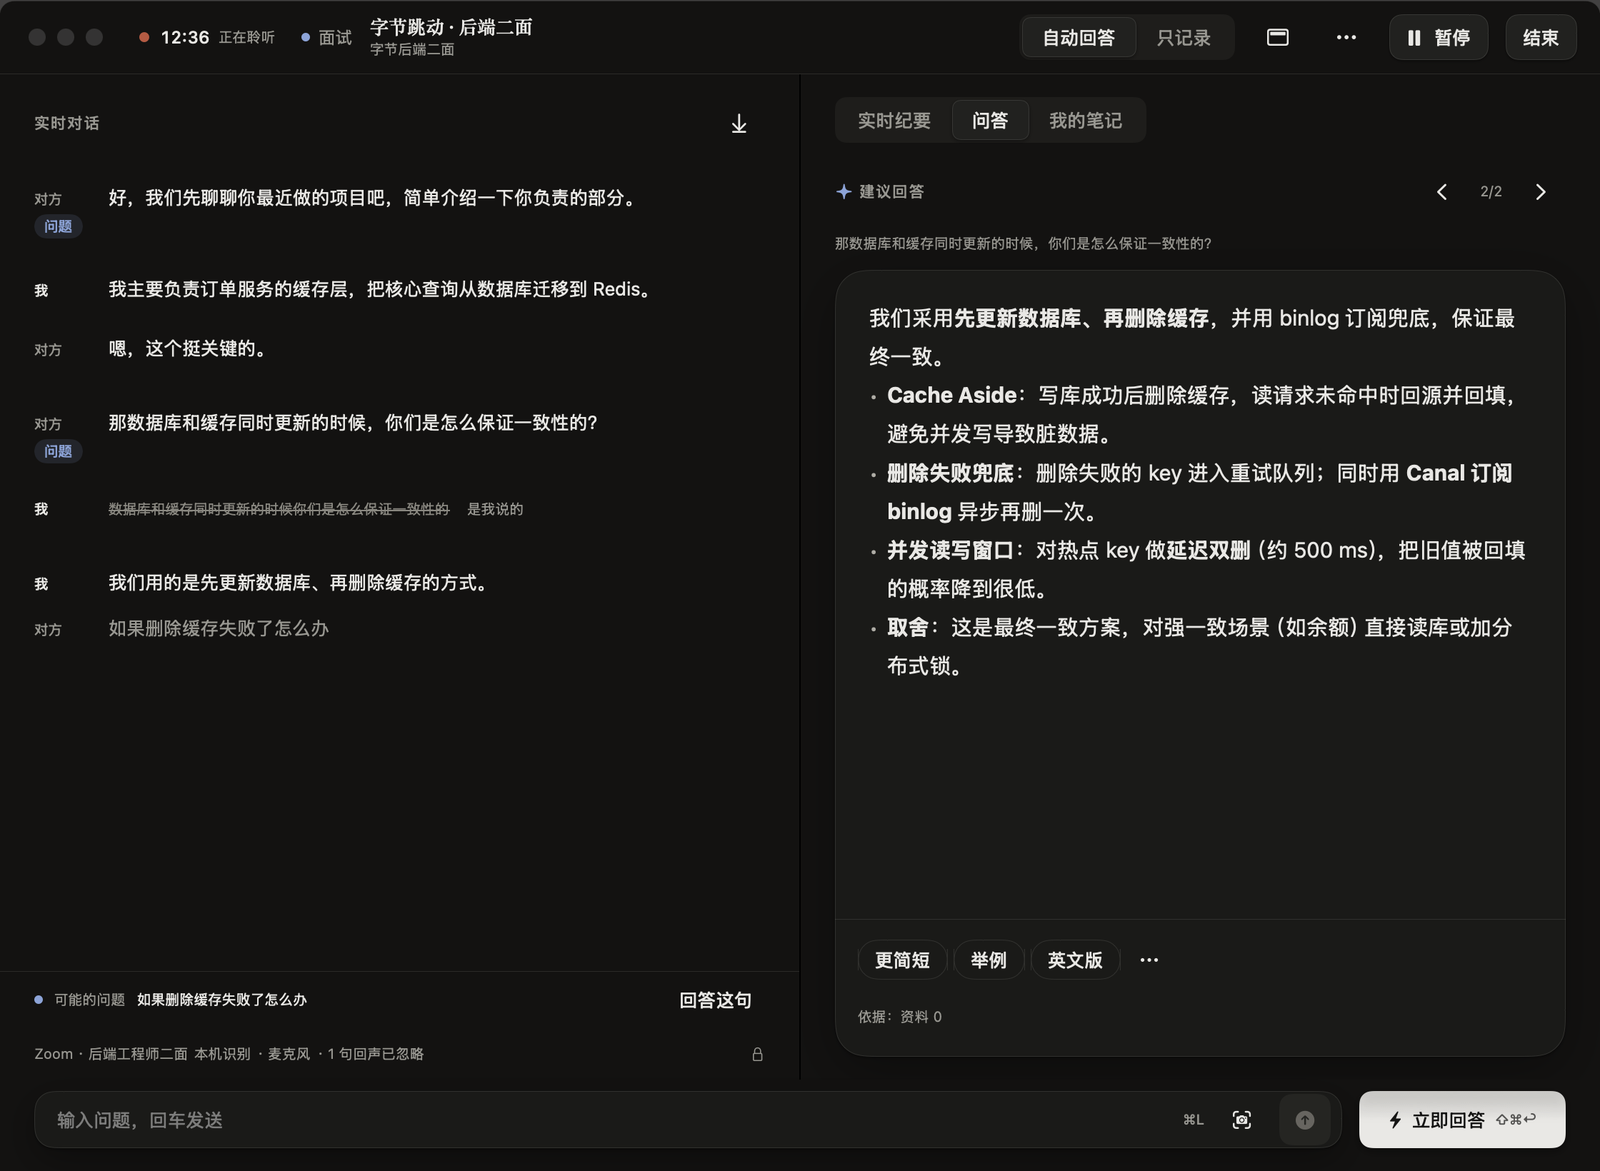 12:36 正在聆听
面试
字节跳动 · 后端二面
字节后端二面
自动回答
只记录
暂停
结束
实时对话
对方
问题
好，我们先聊聊你最近做的项目吧，简单介绍一下你负责的部分。
我
我主要负责订单服务的缓存层，把核心查询从数据库迁移到 Redis。
对方
嗯，这个挺关键的。
对方
问题
那数据库和缓存同时更新的时候，你们是怎么保证一致性的？
我
数据库和缓存同时更新的时候你们是怎么保证一致性的 是我说的
我
我们用的是先更新数据库、再删除缓存的方式。
对方
如果删除缓存失败了怎么办
可能的问题 如果删除缓存失败了怎么办
回答这句
Zoom · 后端工程师二面 本机识别 · 麦克风 · 1 句回声已忽略
实时纪要
问答
我的笔记
建议回答
2/2
那数据库和缓存同时更新的时候，你们是怎么保证一致性的？
我们采用先更新数据库、再删除缓存，并用 binlog 订阅兜底，保证最
终一致。
• Cache Aside：写库成功后删除缓存，读请求未命中时回源并回填，
避免并发写导致脏数据。
• 删除失败兜底：删除失败的 key 进入重试队列；同时用 Canal 订阅
binlog 异步再删一次。
• 并发读写窗口：对热点 key 做延迟双删（约 500 ms），把旧值被回填
的概率降到很低。
• 取舍：这是最终一致方案，对强一致场景（如余额）直接读库或加分
布式锁。
更简短
举例
英文版
依据：资料 0
输入问题，回车发送
⌘L
立即回答 ⇧⌘↩